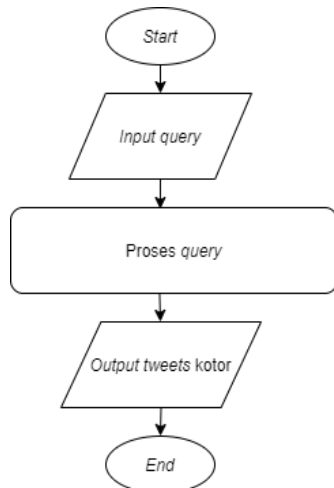 Start
Input query
Proses query
Output tweets kotor
End